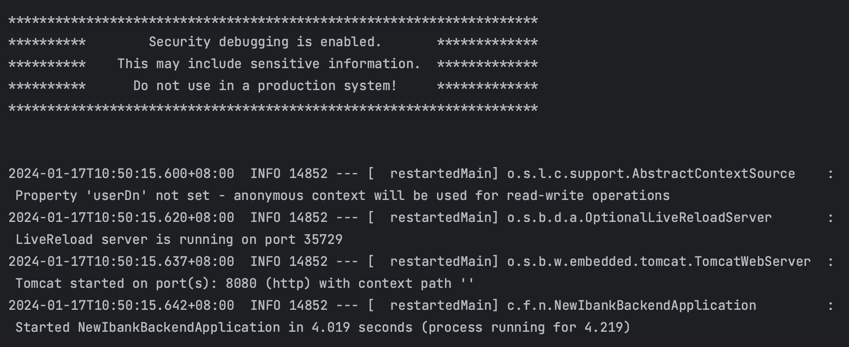 ********************************************************************
**********        Security debugging is enabled.       *************
**********    This may include sensitive information.  *************
**********      Do not use in a production system!     *************
********************************************************************
2024-01-17T10:50:15.600+08:00  INFO 14852 --- [  restartedMain] o.s.l.c.support.AbstractContextSource    :
 Property 'userDn' not set - anonymous context will be used for read-write operations
2024-01-17T10:50:15.620+08:00  INFO 14852 --- [  restartedMain] o.s.b.d.a.OptionalLiveReloadServer       :
 LiveReload server is running on port 35729
2024-01-17T10:50:15.637+08:00  INFO 14852 --- [  restartedMain] o.s.b.w.embedded.tomcat.TomcatWebServer  :
 Tomcat started on port(s): 8080 (http) with context path ''
2024-01-17T10:50:15.642+08:00  INFO 14852 --- [  restartedMain] c.f.n.NewIbankBackendApplication         :
 Started NewIbankBackendApplication in 4.019 seconds (process running for 4.219)